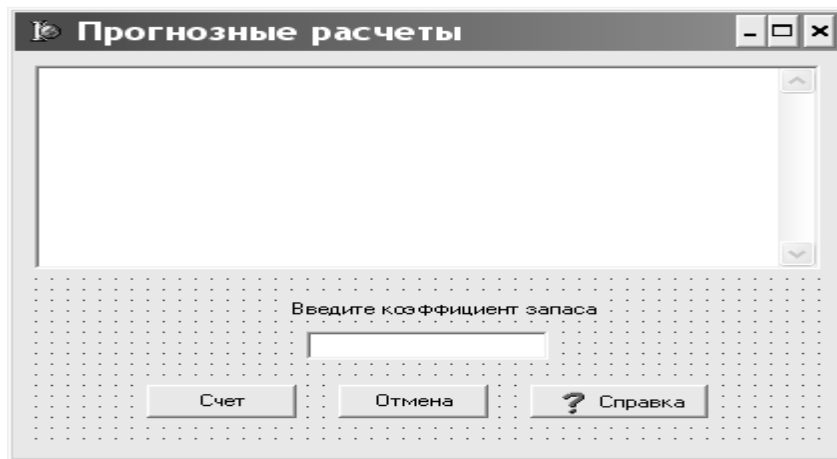 Прогнозные расчеты
Введите коэффициент запаса
Счет Отмена ? Справка